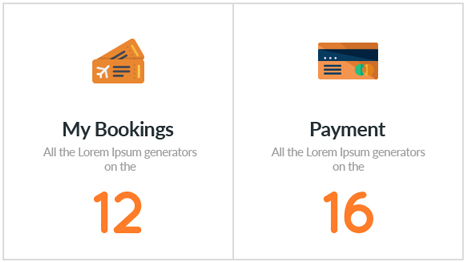 My Bookings
All the Lorem Ipsum generators
on the
12
Payment
All the Lorem Ipsum generators
on the
16